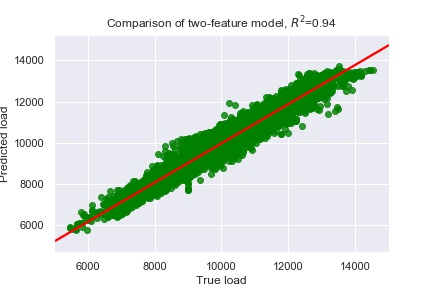 Comparison of two-feature model, R²=0.94
14000
12000
10000
8000
6000
Predicted load
6000 8000 10000 12000 14000
True load